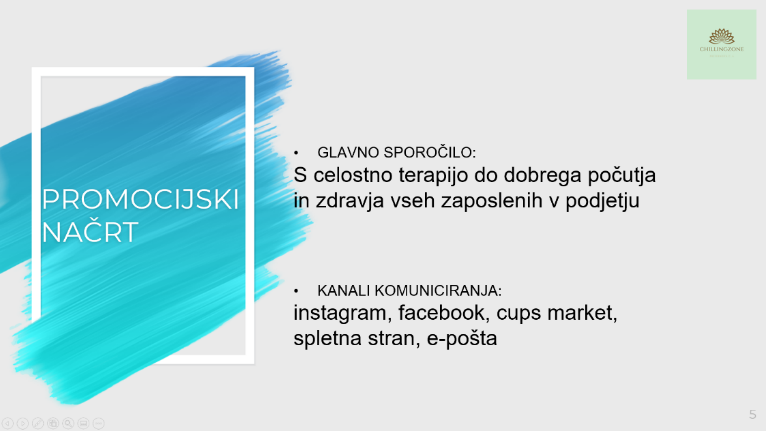 CHILLINGZONE
PROMOCIJSKI
NAČRT
• GLAVNO SPOROČILO:
S celostno terapijo do dobrega počutja
in zdravja vseh zaposlenih v podjetju
• KANALI KOMUNICIRANJA:
instagram, facebook, cups market,
spletna stran, e-pošta
5